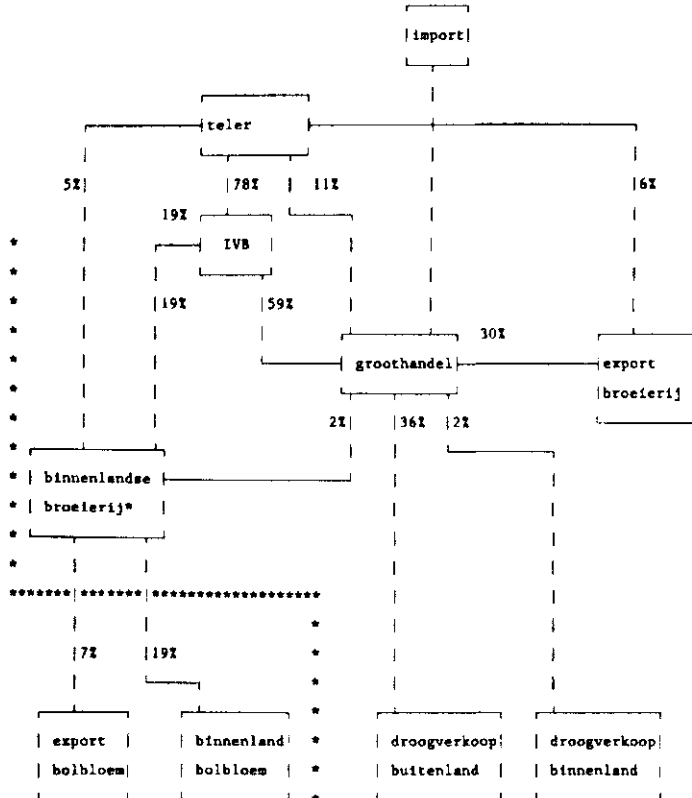 import
teler
5% 78% 11% 6%
19%
IVB
19% 59%
30%
groothandel export
broeierij
2% 36% 2%
binnenlandse
broeierij*
7% 19%
export binnenland droogverkoop droogverkoop
bolbloem bolbloem buitenland binnenland